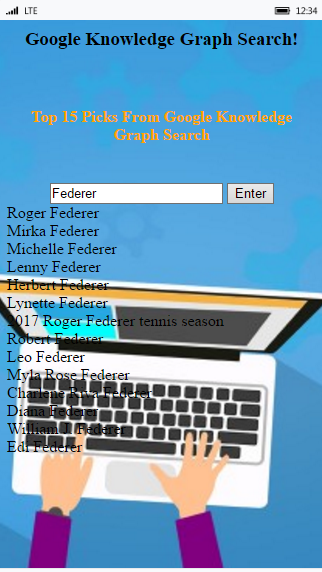 LTE 12:34
Google Knowledge Graph Search!
Top 15 Picks From Google Knowledge
Graph Search
Federer Enter
Roger Federer
Mirka Federer
Michelle Federer
Lenny Federer
Herbert Federer
Lynette Federer
2017 Roger Federer tennis season
Robert Federer
Leo Federer
Myla Rose Federer
Charlene Riva Federer
Diana Federer
William J. Federer
Edi Federer